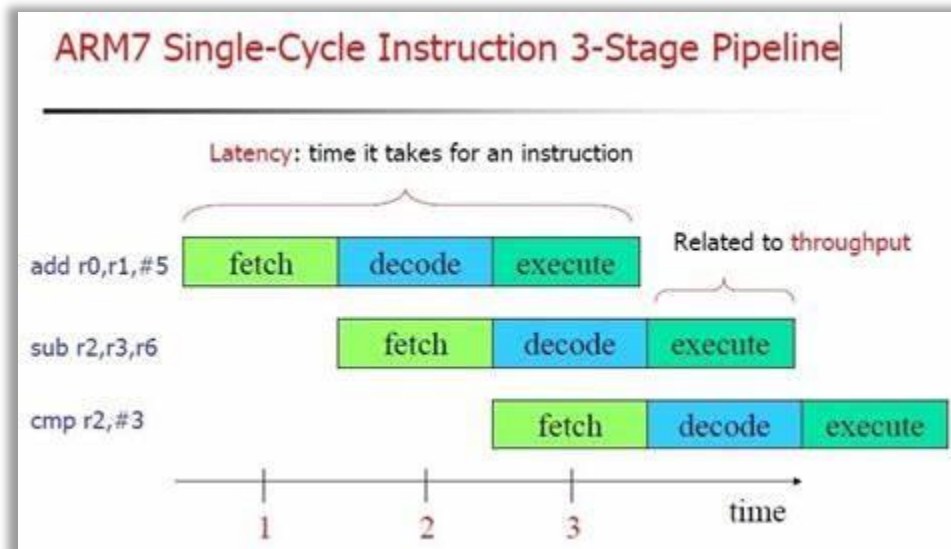 ARM7 Single-Cycle Instruction 3-Stage Pipeline
Latency: time it takes for an instruction
Related to throughput
add r0,r1,#5 fetch decode execute
sub r2,r3,r6 fetch decode execute
cmp r2,#3 fetch decode execute
1 2 3 time